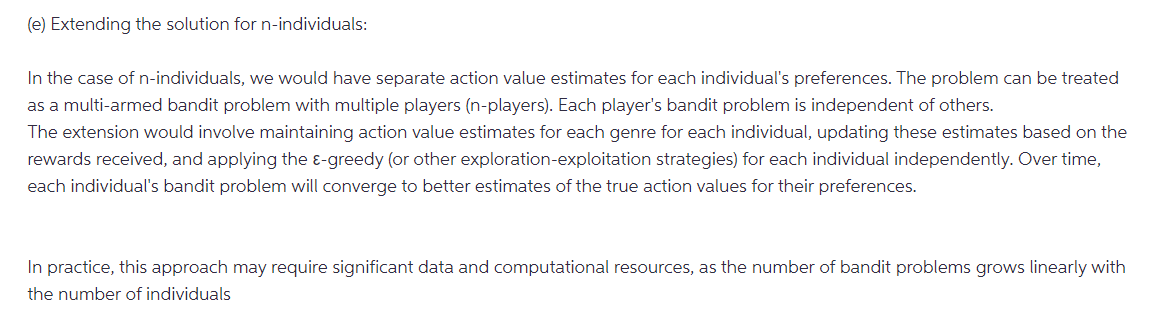 (e) Extending the solution for n-individuals:
In the case of n-individuals, we would have separate action value estimates for each individual's preferences. The problem can be treated
as a multi-armed bandit problem with multiple players (n-players). Each player's bandit problem is independent of others.
The extension would involve maintaining action value estimates for each genre for each individual, updating these estimates based on the
rewards received, and applying the ε-greedy (or other exploration-exploitation strategies) for each individual independently. Over time,
each individual's bandit problem will converge to better estimates of the true action values for their preferences.
In practice, this approach may require significant data and computational resources, as the number of bandit problems grows linearly with
the number of individuals